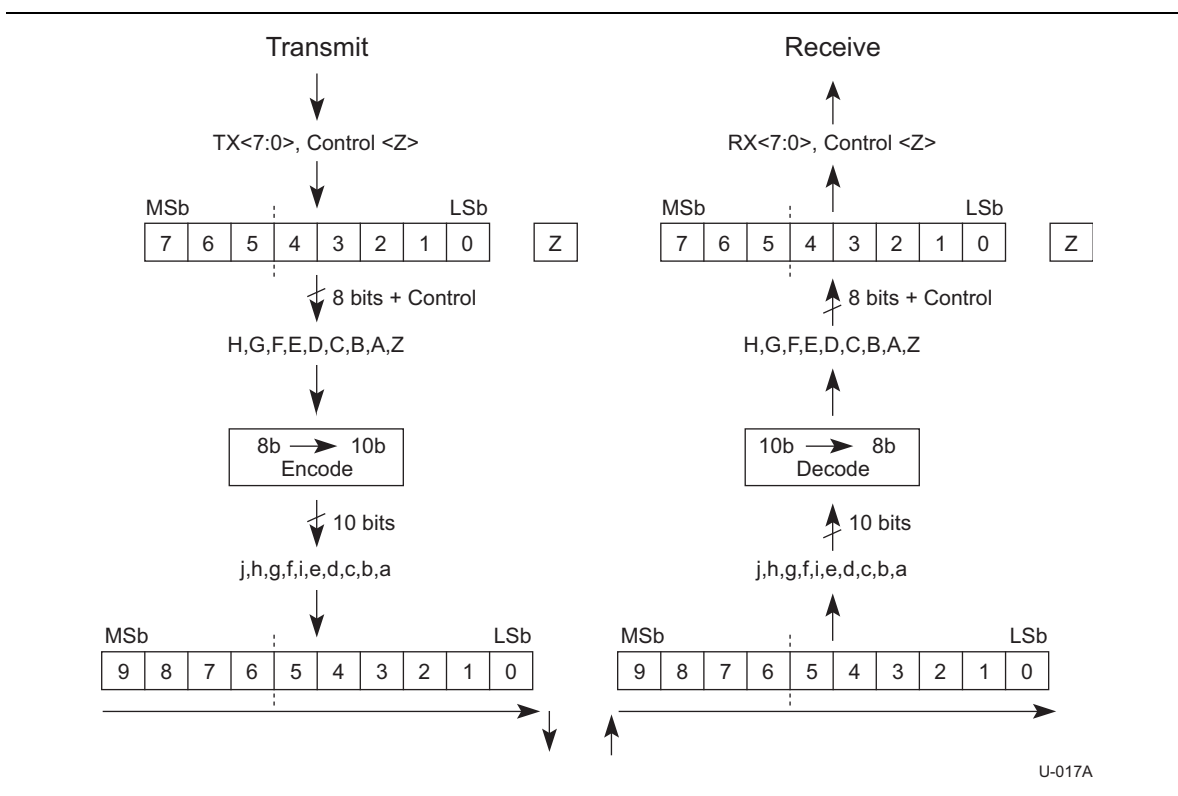 Transmit
Receive
TX<7:0>, Control <Z>
RX<7:0>, Control <Z>
MSb LSb
7 6 5 4 3 2 1 0 Z
MSb LSb
7 6 5 4 3 2 1 0 Z
8 bits + Control
8 bits + Control
H,G,F,E,D,C,B,A,Z
H,G,F,E,D,C,B,A,Z
8b 10b
Encode
10b 8b
Decode
10 bits
10 bits
j,h,g,f,i,e,d,c,b,a
j,h,g,f,i,e,d,c,b,a
MSb LSb
9 8 7 6 5 4 3 2 1 0
MSb LSb
9 8 7 6 5 4 3 2 1 0
U-017A